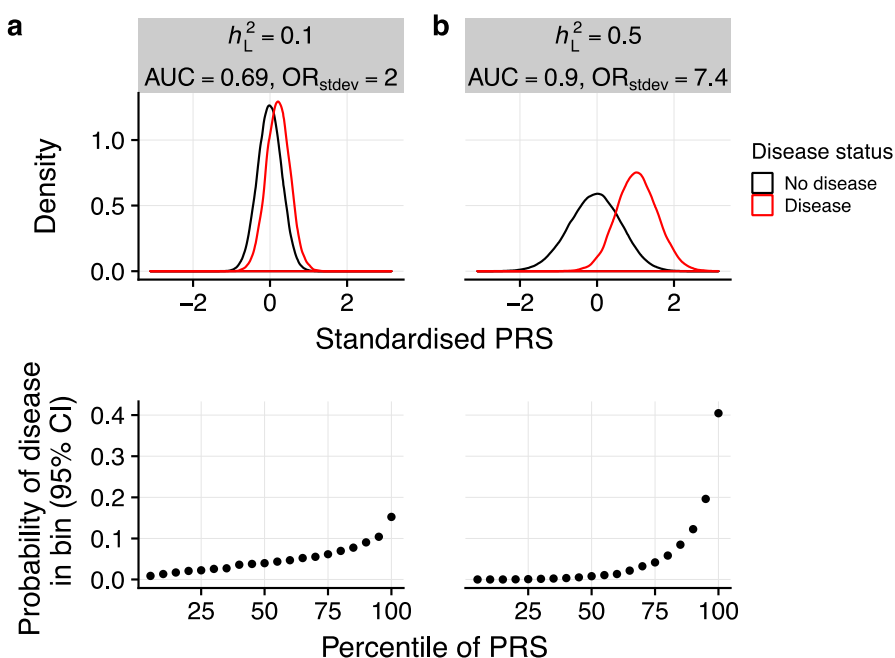 a
h²L = 0.1
AUC = 0.69, ORstdev = 2
b
h²L = 0.5
AUC = 0.9, ORstdev = 7.4
Density
1.0
0.5
0.0
−2 0 2
−2 0 2
Standardised PRS
Disease status
No disease
Disease
Probability of disease
in bin (95% CI)
0.4
0.3
0.2
0.1
0.0
25 50 75 100
25 50 75 100
Percentile of PRS